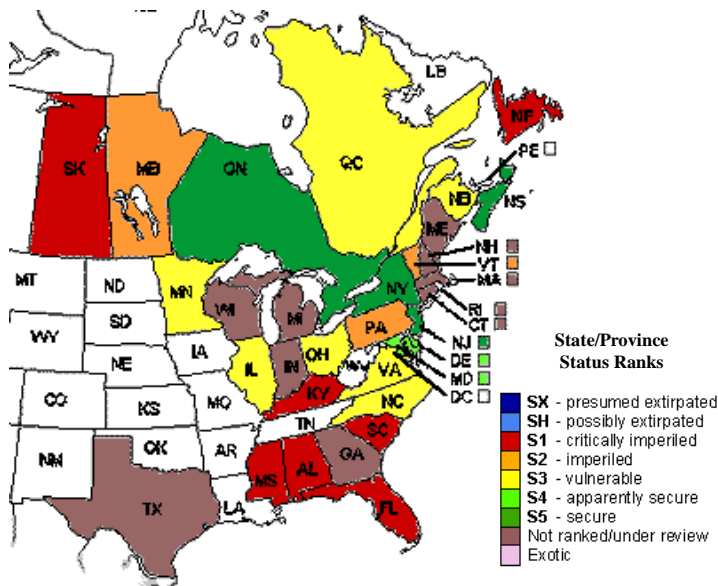 LB
NF
SK
MB
ON
QC
PE
NB
NS
ME
NH
MT
ND
MN
VT
MA
NY
WI
MI
SD
RI
WY
PA
CT
IA
NJ
State/Province
NE
IL
IN
OH
DE
Status Ranks
WV
VA
MD
CO
KS
MO
KY
DC
SX - presumed extirpated
NC
SH - possibly extirpated
TN
S1 - critically imperiled
OK
AR
SC
S2 - imperiled
NM
MS
AL
GA
S3 - vulnerable
S4 - apparently secure
TX
LA
FL
S5 - secure
Not ranked/under review
Exotic